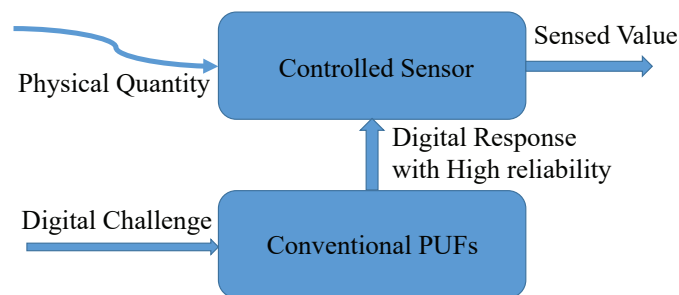 Sensed Value
Controlled Sensor
Physical Quantity
Digital Response
with High reliability
Digital Challenge
Conventional PUFs